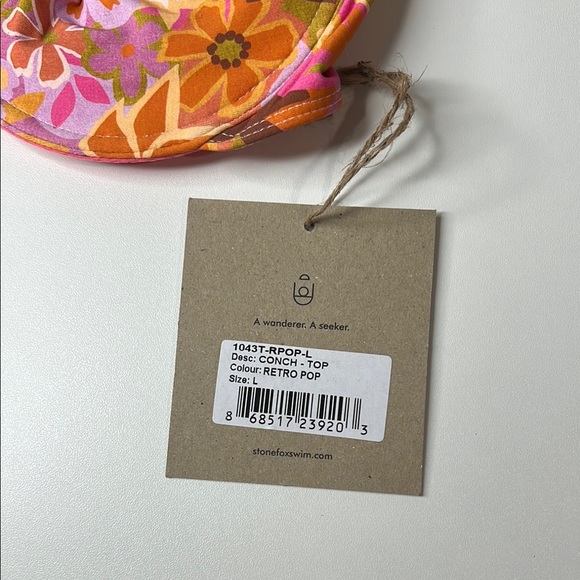 A wanderer. A seeker.
1043T-RPOP-L
Desc: CONCH - TOP
Colour: RETRO POP
Size: L
8 68517 23920 3
stonefoxswim.com